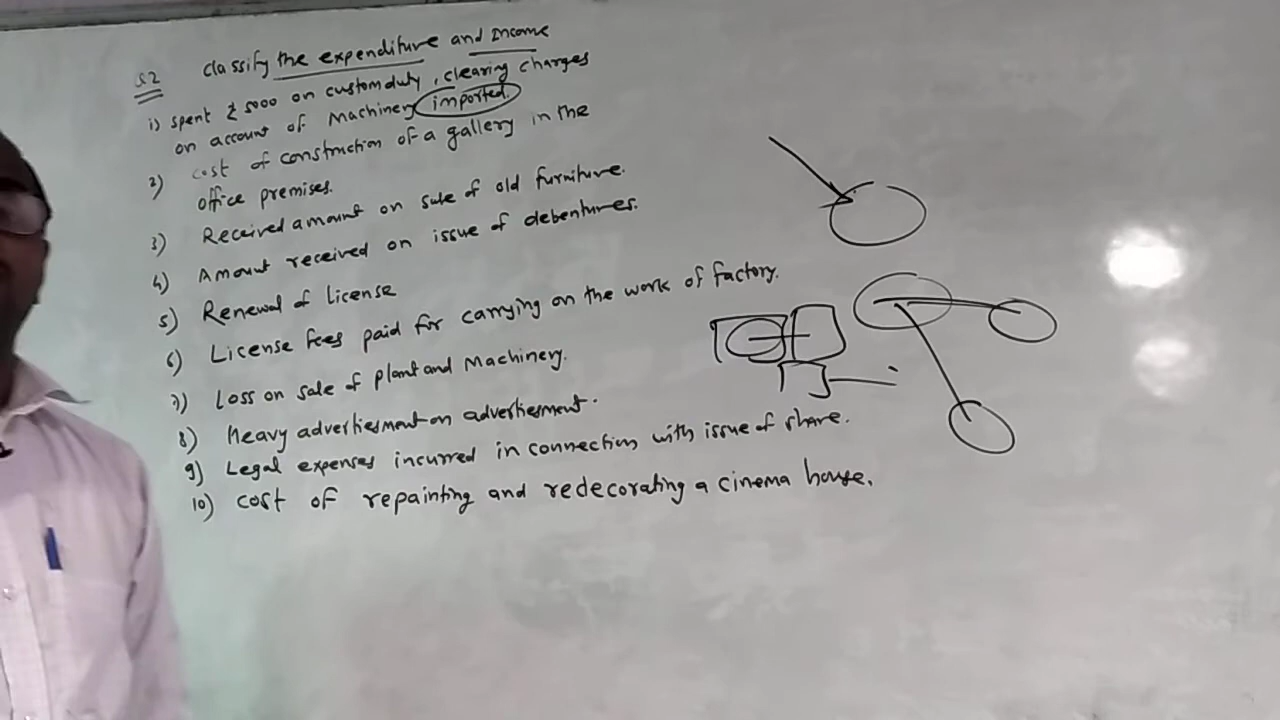 52 classify the expenditure and Income
1) spent ₹ 5000 on customduty, clearing charges
on account of Machinery imported.
2) cost of construction of a gallery in the
office premises.
3) Received amount on sale of old furniture.
4) Amount received on issue of debentures.
5) Renewal of License
6) License fees paid for carrying on the work of factory.
7) Loss on sale of plant and Machinery.
8) Heavy advertiesment on advertiesment.
9) Legal expenses incurred in connection with issue of share.
10) cost of repainting and redecorating a cinema house.